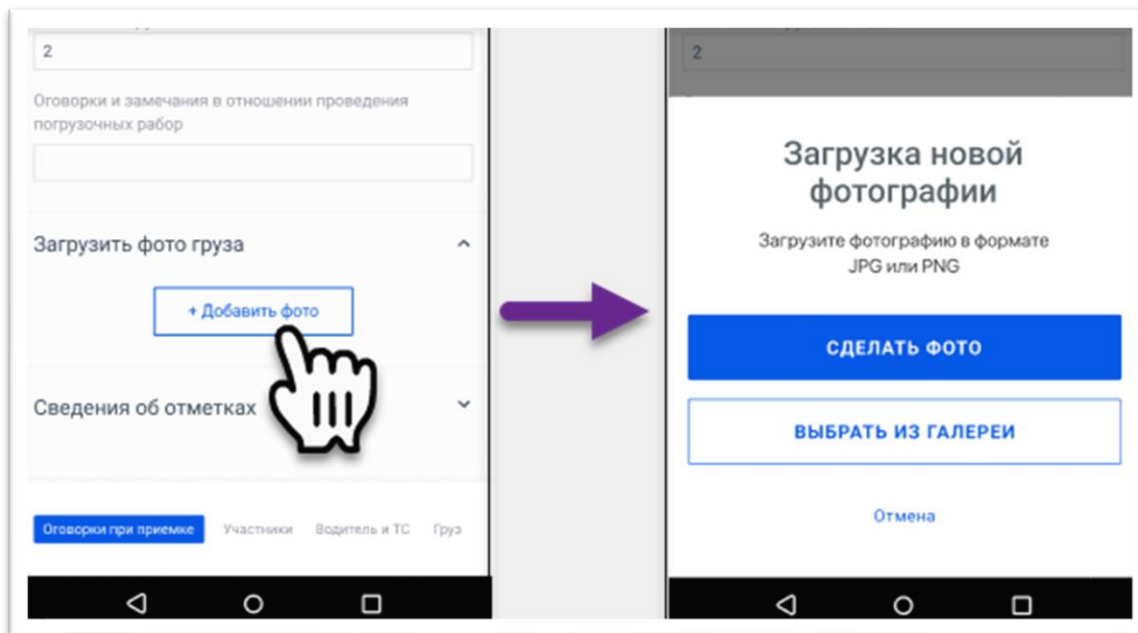 2
Оговорки и замечания в отношении проведения
погрузочных рабор
Загрузить фото груза
+ Добавить фото
Сведения об отметках
Оговорки при приемке Участники Водитель и ТС Груз
2
Загрузка новой
фотографии
Загрузите фотографию в формате
JPG или PNG
СДЕЛАТЬ ФОТО
ВЫБРАТЬ ИЗ ГАЛЕРЕИ
Отмена